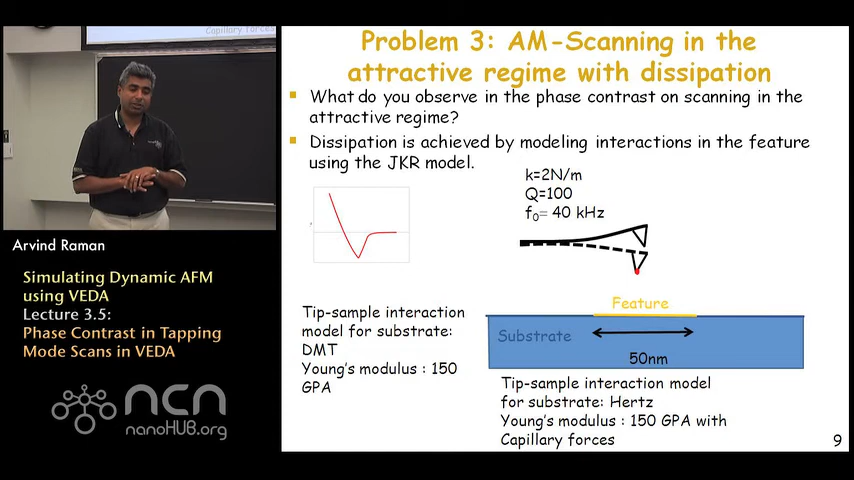 Capillary forces
Problem 3: AM-Scanning in the
attractive regime with dissipation
What do you observe in the phase contrast on scanning in the
attractive regime?
Dissipation is achieved by modeling interactions in the feature
using the JKR model.
k=2N/m
Q=100
f0= 40 kHz
Arvind Raman
Simulating Dynamic AFM
using VEDA
Lecture 3.5:
Phase Contrast in Tapping
Mode Scans in VEDA
ncn
nanoHUB.org
Tip-sample interaction
model for substrate:
DMT
Young's modulus : 150
GPA
Feature
Substrate
50nm
Tip-sample interaction model
for substrate: Hertz
Young's modulus : 150 GPA with
Capillary forces
9